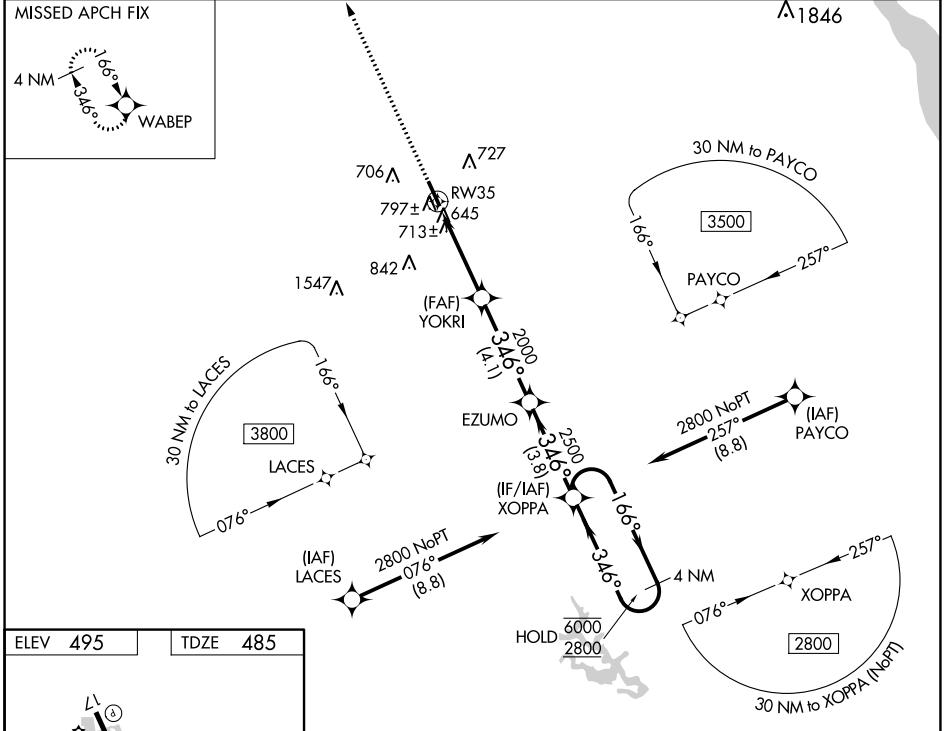 MISSED APCH FIX
4 NM
166°
346°
WABEP
1846
706
727
RW35
797±
645
713±
842
1547
30 NM to PAYCO
3500
166°
257°
PAYCO
(FAF)
YOKRI
2000
346°
(4.1)
30 NM to LACES
166°
3800
LACES
076°
EZUMO
2500
346°
(3.8)
2800 NoPT
257°
(8.8)
(IAF)
PAYCO
(IF/IAF)
XOPPA
166°
346°
4 NM
HOLD
6000
2800
(IAF)
LACES
2800 NoPT
076°
(8.8)
257°
076°
XOPPA
2800
30 NM to XOPPA (NoPT)
ELEV 495
TDZE 485
17
P